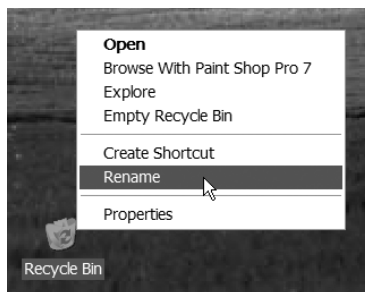 Open
Browse With Paint Shop Pro 7
Explore
Empty Recycle Bin
Create Shortcut
Rename
Properties
Recycle Bin